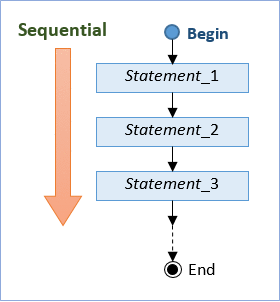 Sequential
Begin
Statement_1
Statement_2
Statement_3
End